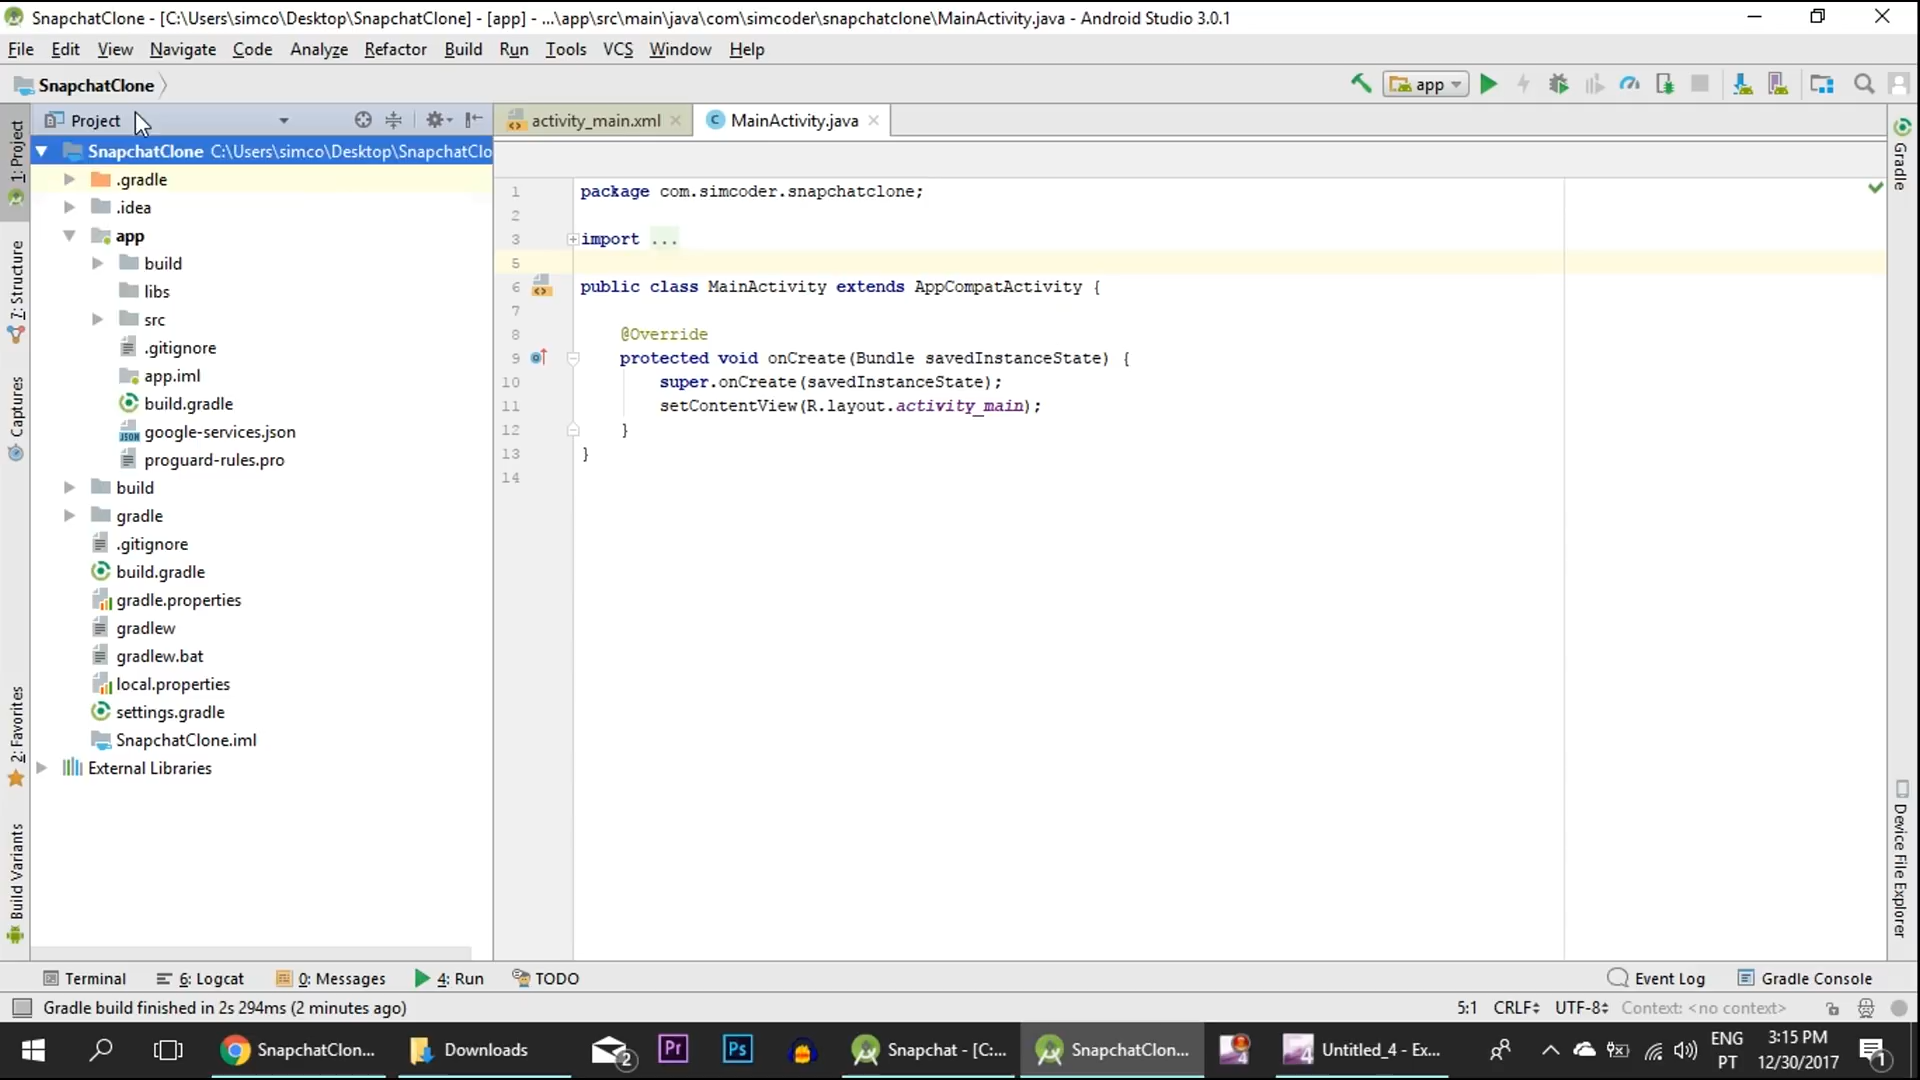 SnapchatClone - [C:\Users\simco\Desktop\SnapchatClone] - [app] - ...\app\src\main\java\com\simcoder\snapchatclone\MainActivity.java - Android Studio 3.0.1
File Edit View Navigate Code Analyze Refactor Build Run Tools VCS Window Help
SnapchatClone
app
1: Project
7: Structure
Captures
2: Favorites
Build Variants
Project
SnapchatClone C:\Users\simco\Desktop\SnapchatClo
.gradle
.idea
app
build
libs
src
.gitignore
app.iml
build.gradle
google-services.json
proguard-rules.pro
build
gradle
.gitignore
build.gradle
gradle.properties
gradlew
gradlew.bat
local.properties
settings.gradle
SnapchatClone.iml
External Libraries
activity_main.xml
MainActivity.java
1 package com.simcoder.snapchatclone;
2
3 import ...
5
6 public class MainActivity extends AppCompatActivity {
7
8 @Override
9 protected void onCreate(Bundle savedInstanceState) {
10 super.onCreate(savedInstanceState);
11 setContentView(R.layout.activity_main);
12 }
13 }
14
Gradle
Device File Explorer
Terminal 6: Logcat 0: Messages 4: Run TODO Event Log Gradle Console
Gradle build finished in 2s 294ms (2 minutes ago) 5:1 CRLF UTF-8 Context: <no context>
SnapchatClon... Downloads 2 Pr Ps Snapchat - [C:... SnapchatClon... 4 4 Untitled_4 - Ex... ENG 3:15 PM
PT 12/30/2017 1